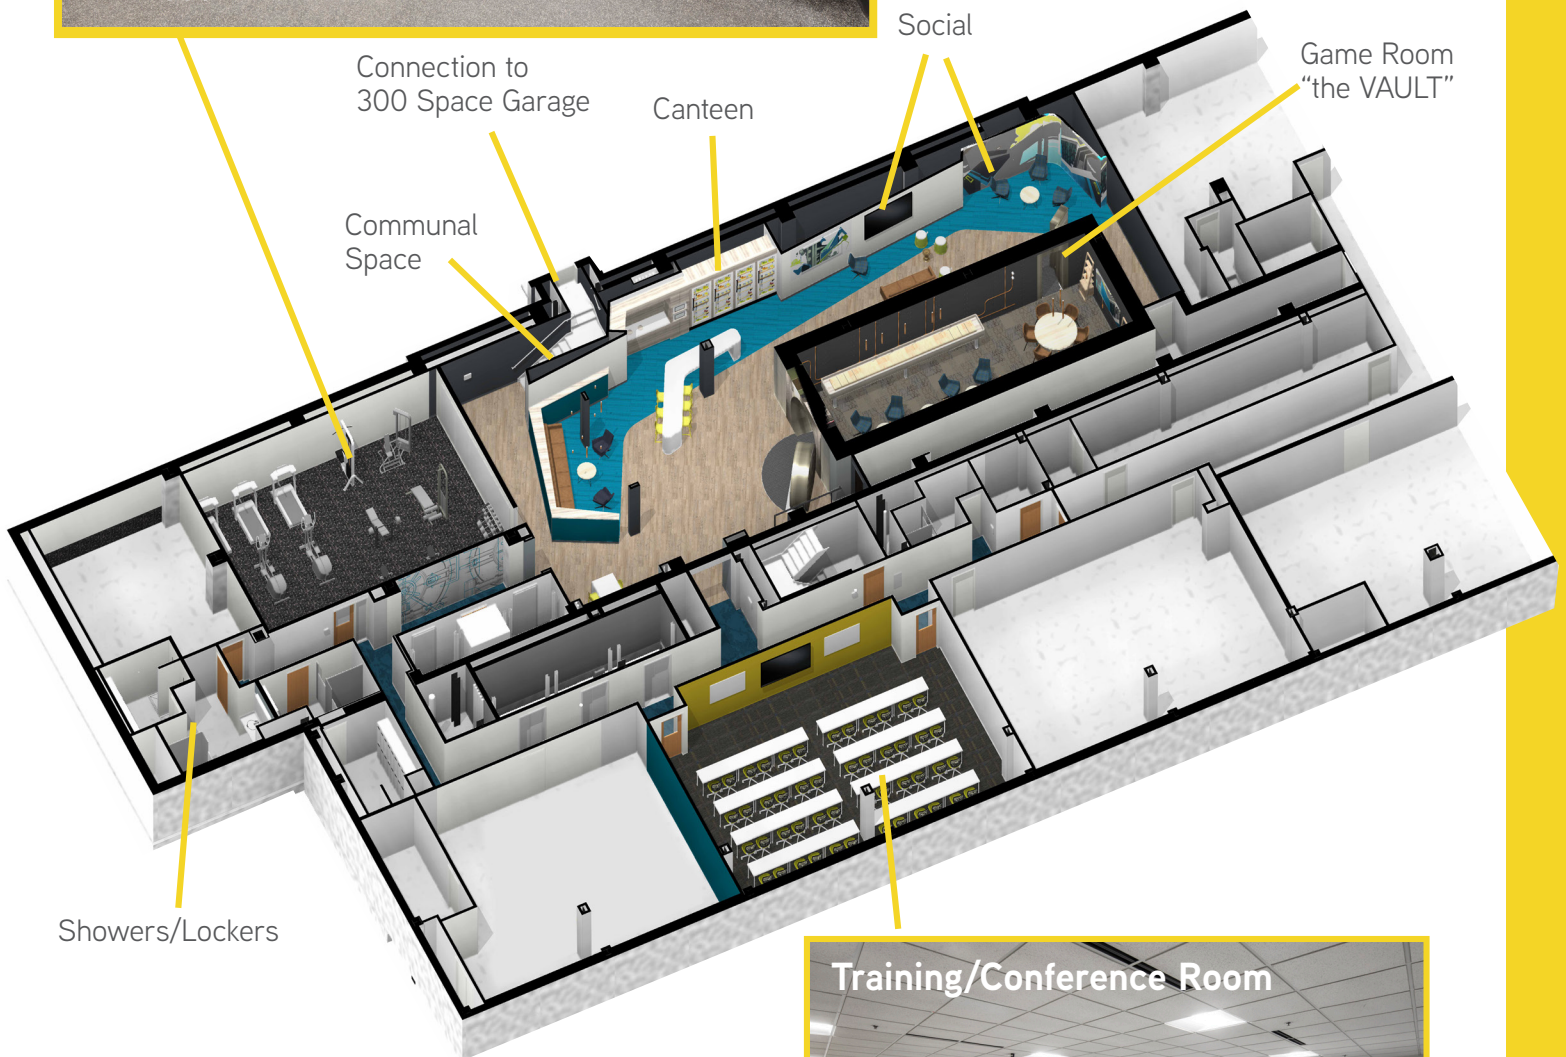 Social
Connection to
300 Space Garage
Game Room
“the VAULT”
Canteen
Communal
Space
Showers/Lockers
Training/Conference Room